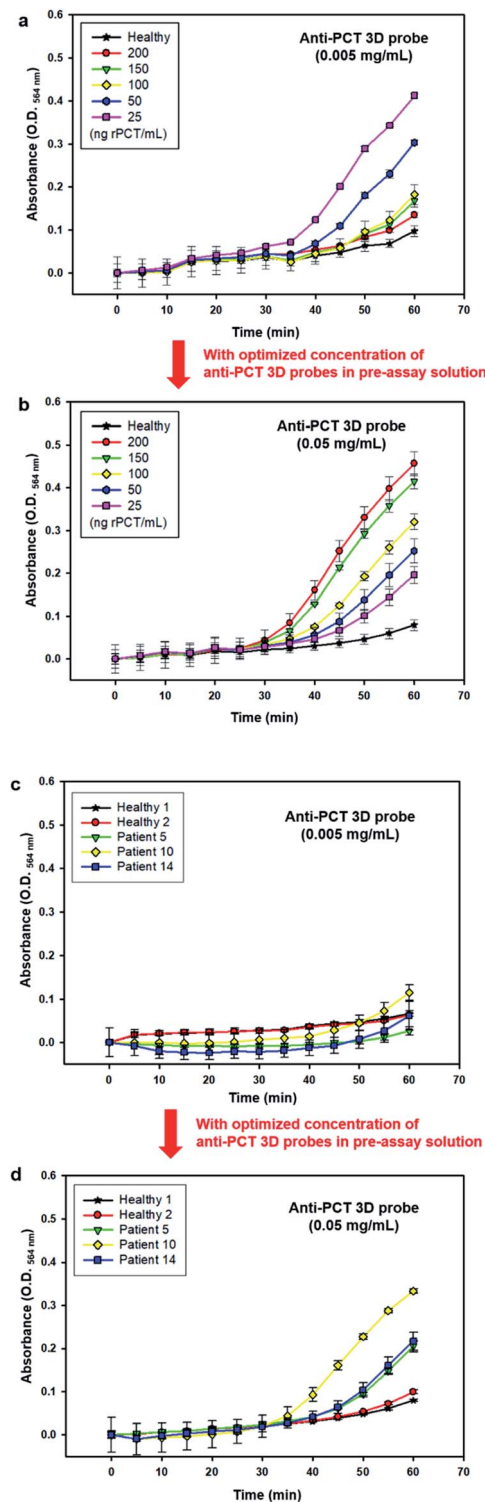 a
Healthy
200
150
100
50
25
(ng rPCT/mL)
Anti-PCT 3D probe
(0.005 mg/mL)
Absorbance (O.D. 564 nm)
0.6
0.5
0.4
0.3
0.2
0.1
0.0
0 10 20 30 40 50 60 70
Time (min)
With optimized concentration of
anti-PCT 3D probes in pre-assay solution
b
Healthy
200
150
100
50
25
(ng rPCT/mL)
Anti-PCT 3D probe
(0.05 mg/mL)
Absorbance (O.D. 564 nm)
0.6
0.5
0.4
0.3
0.2
0.1
0.0
0 10 20 30 40 50 60 70
Time (min)
c
Healthy 1
Healthy 2
Patient 5
Patient 10
Patient 14
Anti-PCT 3D probe
(0.005 mg/mL)
Absorbance (O.D. 564 nm)
0.6
0.5
0.4
0.3
0.2
0.1
0.0
0 10 20 30 40 50 60 70
Time (min)
With optimized concentration of
anti-PCT 3D probes in pre-assay solution
d
Healthy 1
Healthy 2
Patient 5
Patient 10
Patient 14
Anti-PCT 3D probe
(0.05 mg/mL)
Absorbance (O.D. 564 nm)
0.6
0.5
0.4
0.3
0.2
0.1
0.0
0 10 20 30 40 50 60 70
Time (min)